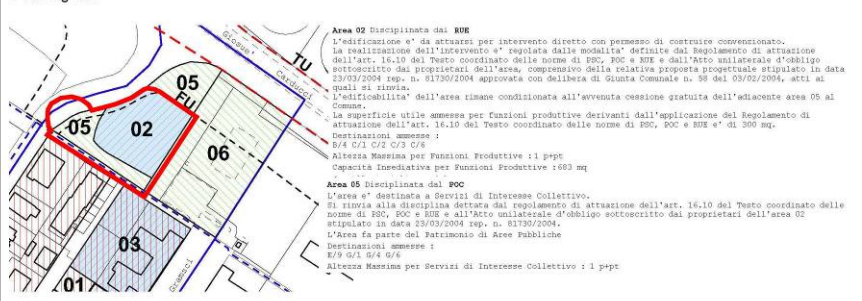 Area 02 Disciplinata dal RUE
L'edificazione e' da attuarsi per intervento diretto con permesso di costruire convenzionato.
La realizzazione dell'intervento e' regolata dalle modalita' definite dal Regolamento di attuazione
dell'art. 16.10 del Testo coordinato delle norme di PSC, POC e RUE e dall'Atto unilaterale d'obbligo
sottoscritto dai proprietari dell'area, comprensivo della relativa proposta progettuale stipulato in data
23/03/2004 rep. n. 81730/2004 approvata con delibera di Giunta Comunale n. 58 del 03/02/2004, atti ai
quali si rinvia.
L'edificabilita' dell'area rimane condizionata all'avvenuta cessione gratuita dell'adiacente area 05 al
Comune.
La superficie utile ammessa per funzioni produttive derivanti dall'applicazione del Regolamento di
attuazione dell'art. 16.10 del Testo coordinato delle norme di PSC, POC e RUE e' di 300 mq.
Destinazioni ammesse :
B/4 C/1 C/2 C/3 C/6
Altezza Massima per Funzioni Produttive : 1 p+pt
Capacità Insediativa per Funzioni Produttive :683 mq
Area 05 Disciplinata dal POC
L'area e' destinata a Servizi di Interesse Collettivo.
Si rinvia alla disciplina dettata dal regolamento di attuazione dell'art. 16.10 del Testo coordinato delle
norme di PSC, POC e RUE e all'Atto unilaterale d'obbligo sottoscritto dai proprietari dell'area 02
stipulato in data 23/03/2004 rep. n. 81730/2004.
L'Area fa parte del Patrimonio di Aree Pubbliche
Destinazioni ammesse :
E/9 G/1 G/4 G/6
Altezza Massima per Servizi di Interesse Collettivo : 1 p+pt
Giosue'
Carducci
TU
05
FU
05
02
06
03
Gramsci
01